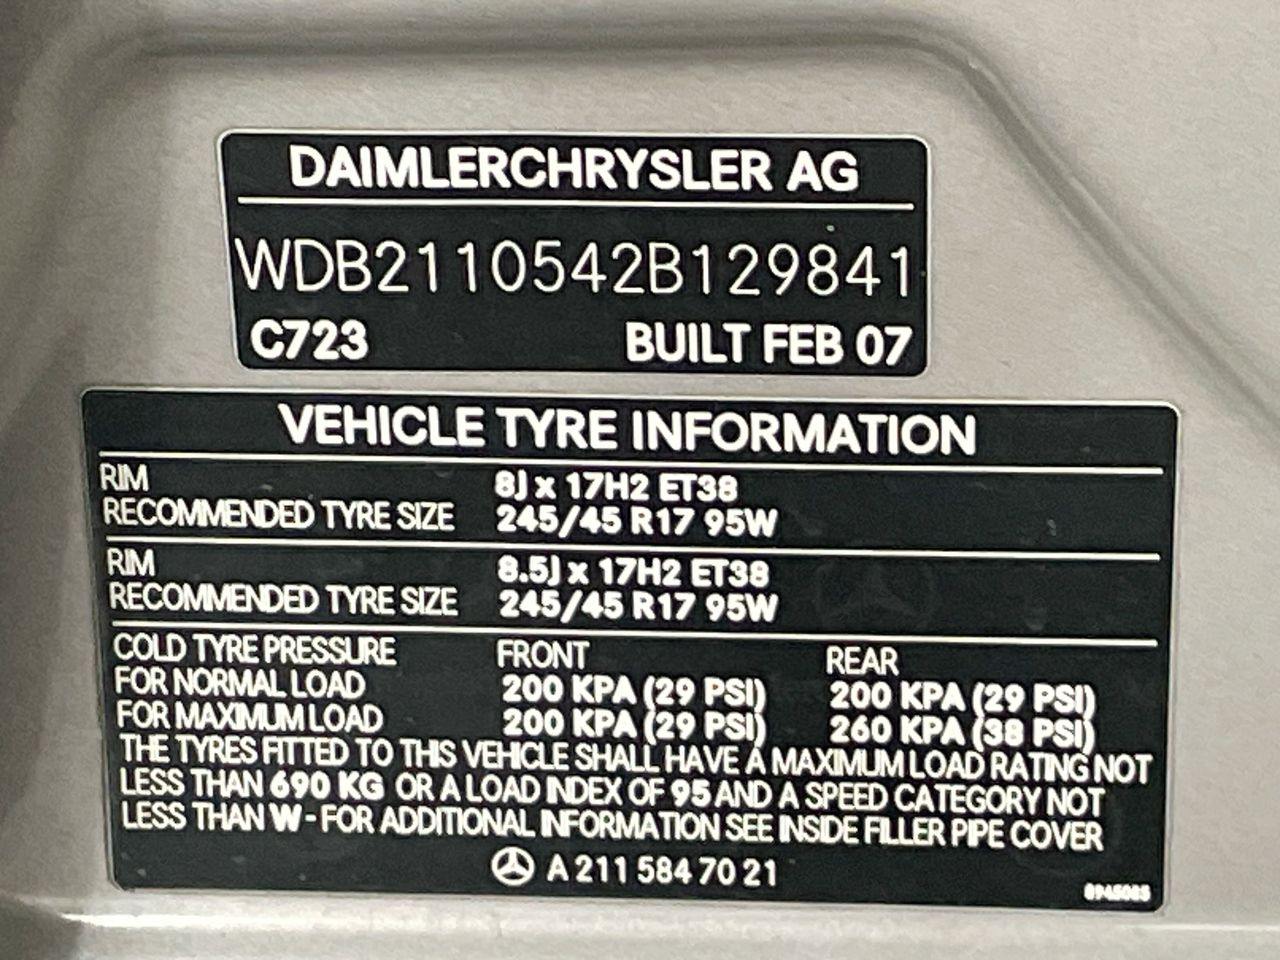 DAIMLERCHRYSLER AG
WDB2110542B129841
C723 BUILT FEB 07
VEHICLE TYRE INFORMATION
RIM 8J x 17H2 ET38
RECOMMENDED TYRE SIZE 245/45 R17 95W
RIM 8.5J x 17H2 ET38
RECOMMENDED TYRE SIZE 245/45 R17 95W
COLD TYRE PRESSURE FRONT REAR
FOR NORMAL LOAD 200 KPA (29 PSI) 200 KPA (29 PSI)
FOR MAXIMUM LOAD 200 KPA (29 PSI) 260 KPA (38 PSI)
THE TYRES FITTED TO THIS VEHICLE SHALL HAVE A MAXIMUM LOAD RATING NOT
LESS THAN 690 KG OR A LOAD INDEX OF 95 AND A SPEED CATEGORY NOT
LESS THAN W - FOR ADDITIONAL INFORMATION SEE INSIDE FILLER PIPE COVER
A 211 584 70 21